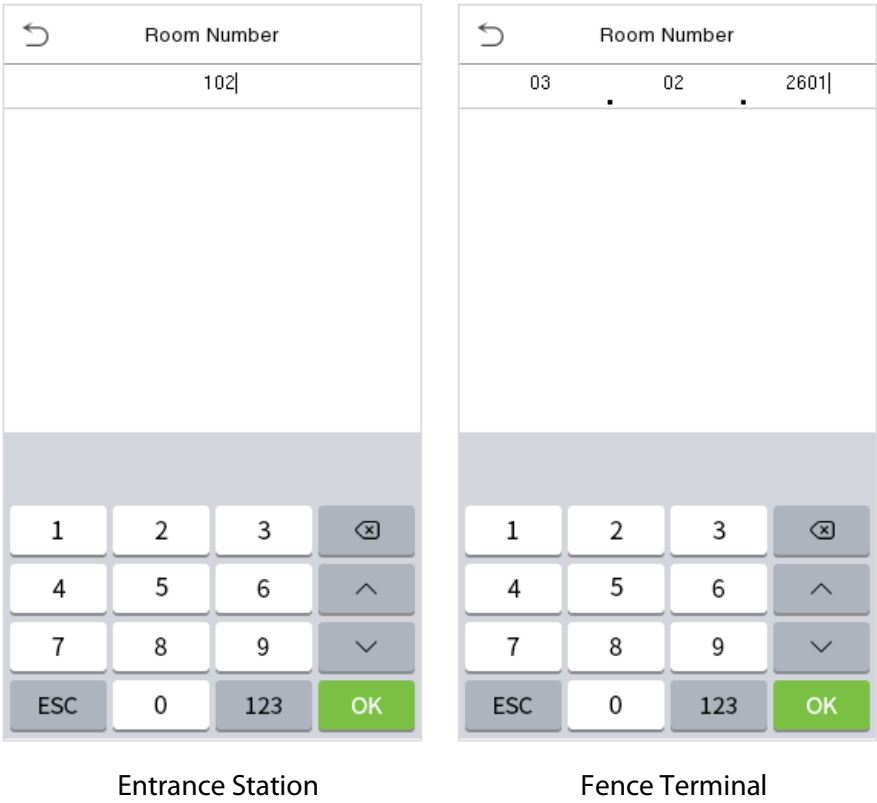 Room Number
102
1 2 3
4 5 6
7 8 9
ESC 0 123 OK
Entrance Station
Room Number
03 . 02 . 2601
1 2 3
4 5 6
7 8 9
ESC 0 123 OK
Fence Terminal